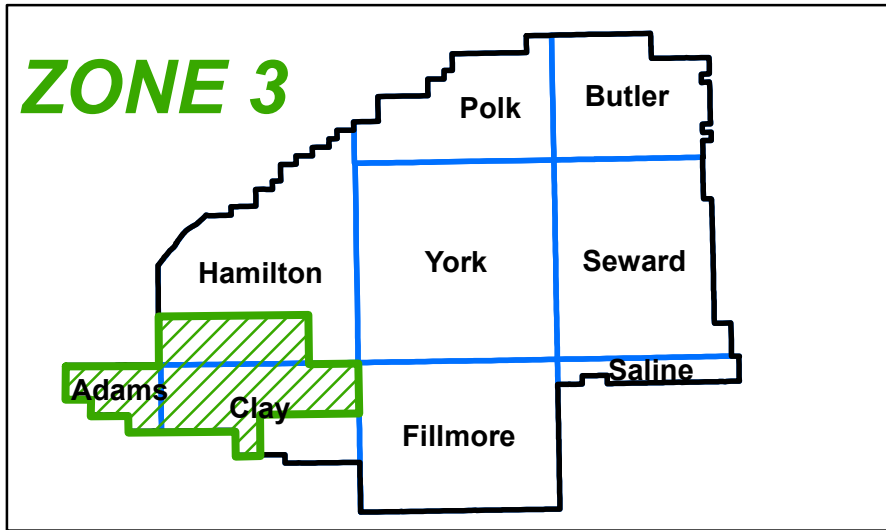 ZONE 3
Polk
Butler
Hamilton
York
Seward
Adams
Clay
Saline
Fillmore